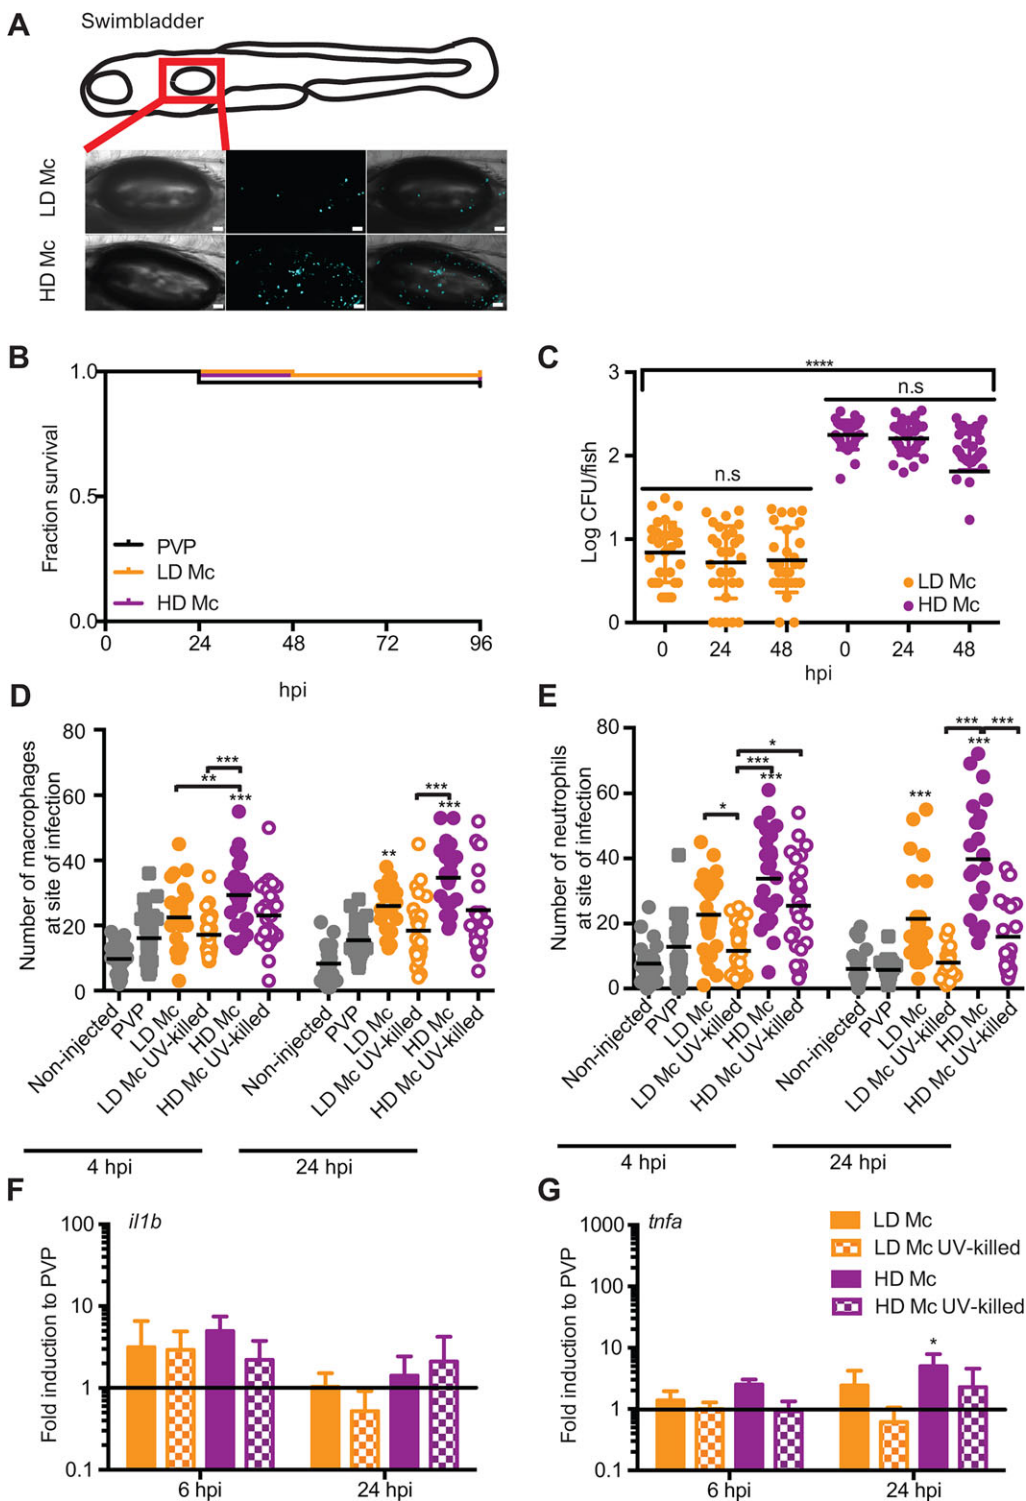 A
Swimbladder
LD Mc
HD Mc
B
Fraction survival
1.0
0.5
0.0
PVP
LD Mc
HD Mc
0 24 48 72 96
hpi
C
Log CFU/fish
3
2
1
0
****
n.s
n.s
LD Mc
HD Mc
0 24 48 0 24 48
hpi
D
Number of macrophages
at site of infection
80
60
40
20
0
***
**
***
***
***
**
Non-injected
PVP
LD Mc
LD Mc UV-killed
HD Mc
HD Mc UV-killed
Non-injected
PVP
LD Mc
LD Mc UV-killed
HD Mc
HD Mc UV-killed
4 hpi
24 hpi
E
Number of neutrophils
at site of infection
80
60
40
20
0
*
***
***
*
*** ***
***
***
Non-injected
PVP
LD Mc
LD Mc UV-killed
HD Mc
HD Mc UV-killed
Non-injected
PVP
LD Mc
LD Mc UV-killed
HD Mc
HD Mc UV-killed
4 hpi
24 hpi
F
il1b
Fold induction to PVP
100
10
1
0.1
6 hpi
24 hpi
G
tnfa
Fold induction to PVP
1000
100
10
1
0.1
*
LD Mc
LD Mc UV-killed
HD Mc
HD Mc UV-killed
6 hpi
24 hpi